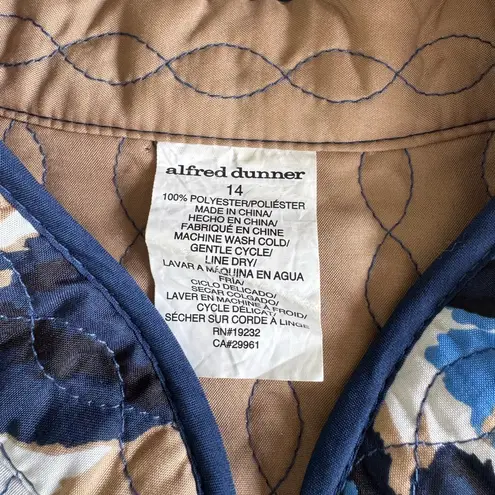 alfred dunner
14
100% POLYESTER/POLIÉSTER
MADE IN CHINA/
HECHO EN CHINA/
FABRIQUÉ EN CHINE
MACHINE WASH COLD/
GENTLE CYCLE/
LINE DRY/
LAVAR A MÁQUINA EN AGUA
FRÍA/
CICLO DELICADO/
SECAR COLGADO/
LAVER EN MACHINE À FROID/
CYCLE DÉLICAT/
SÉCHER SUR CORDE À LINGE
RN#19232
CA#29961